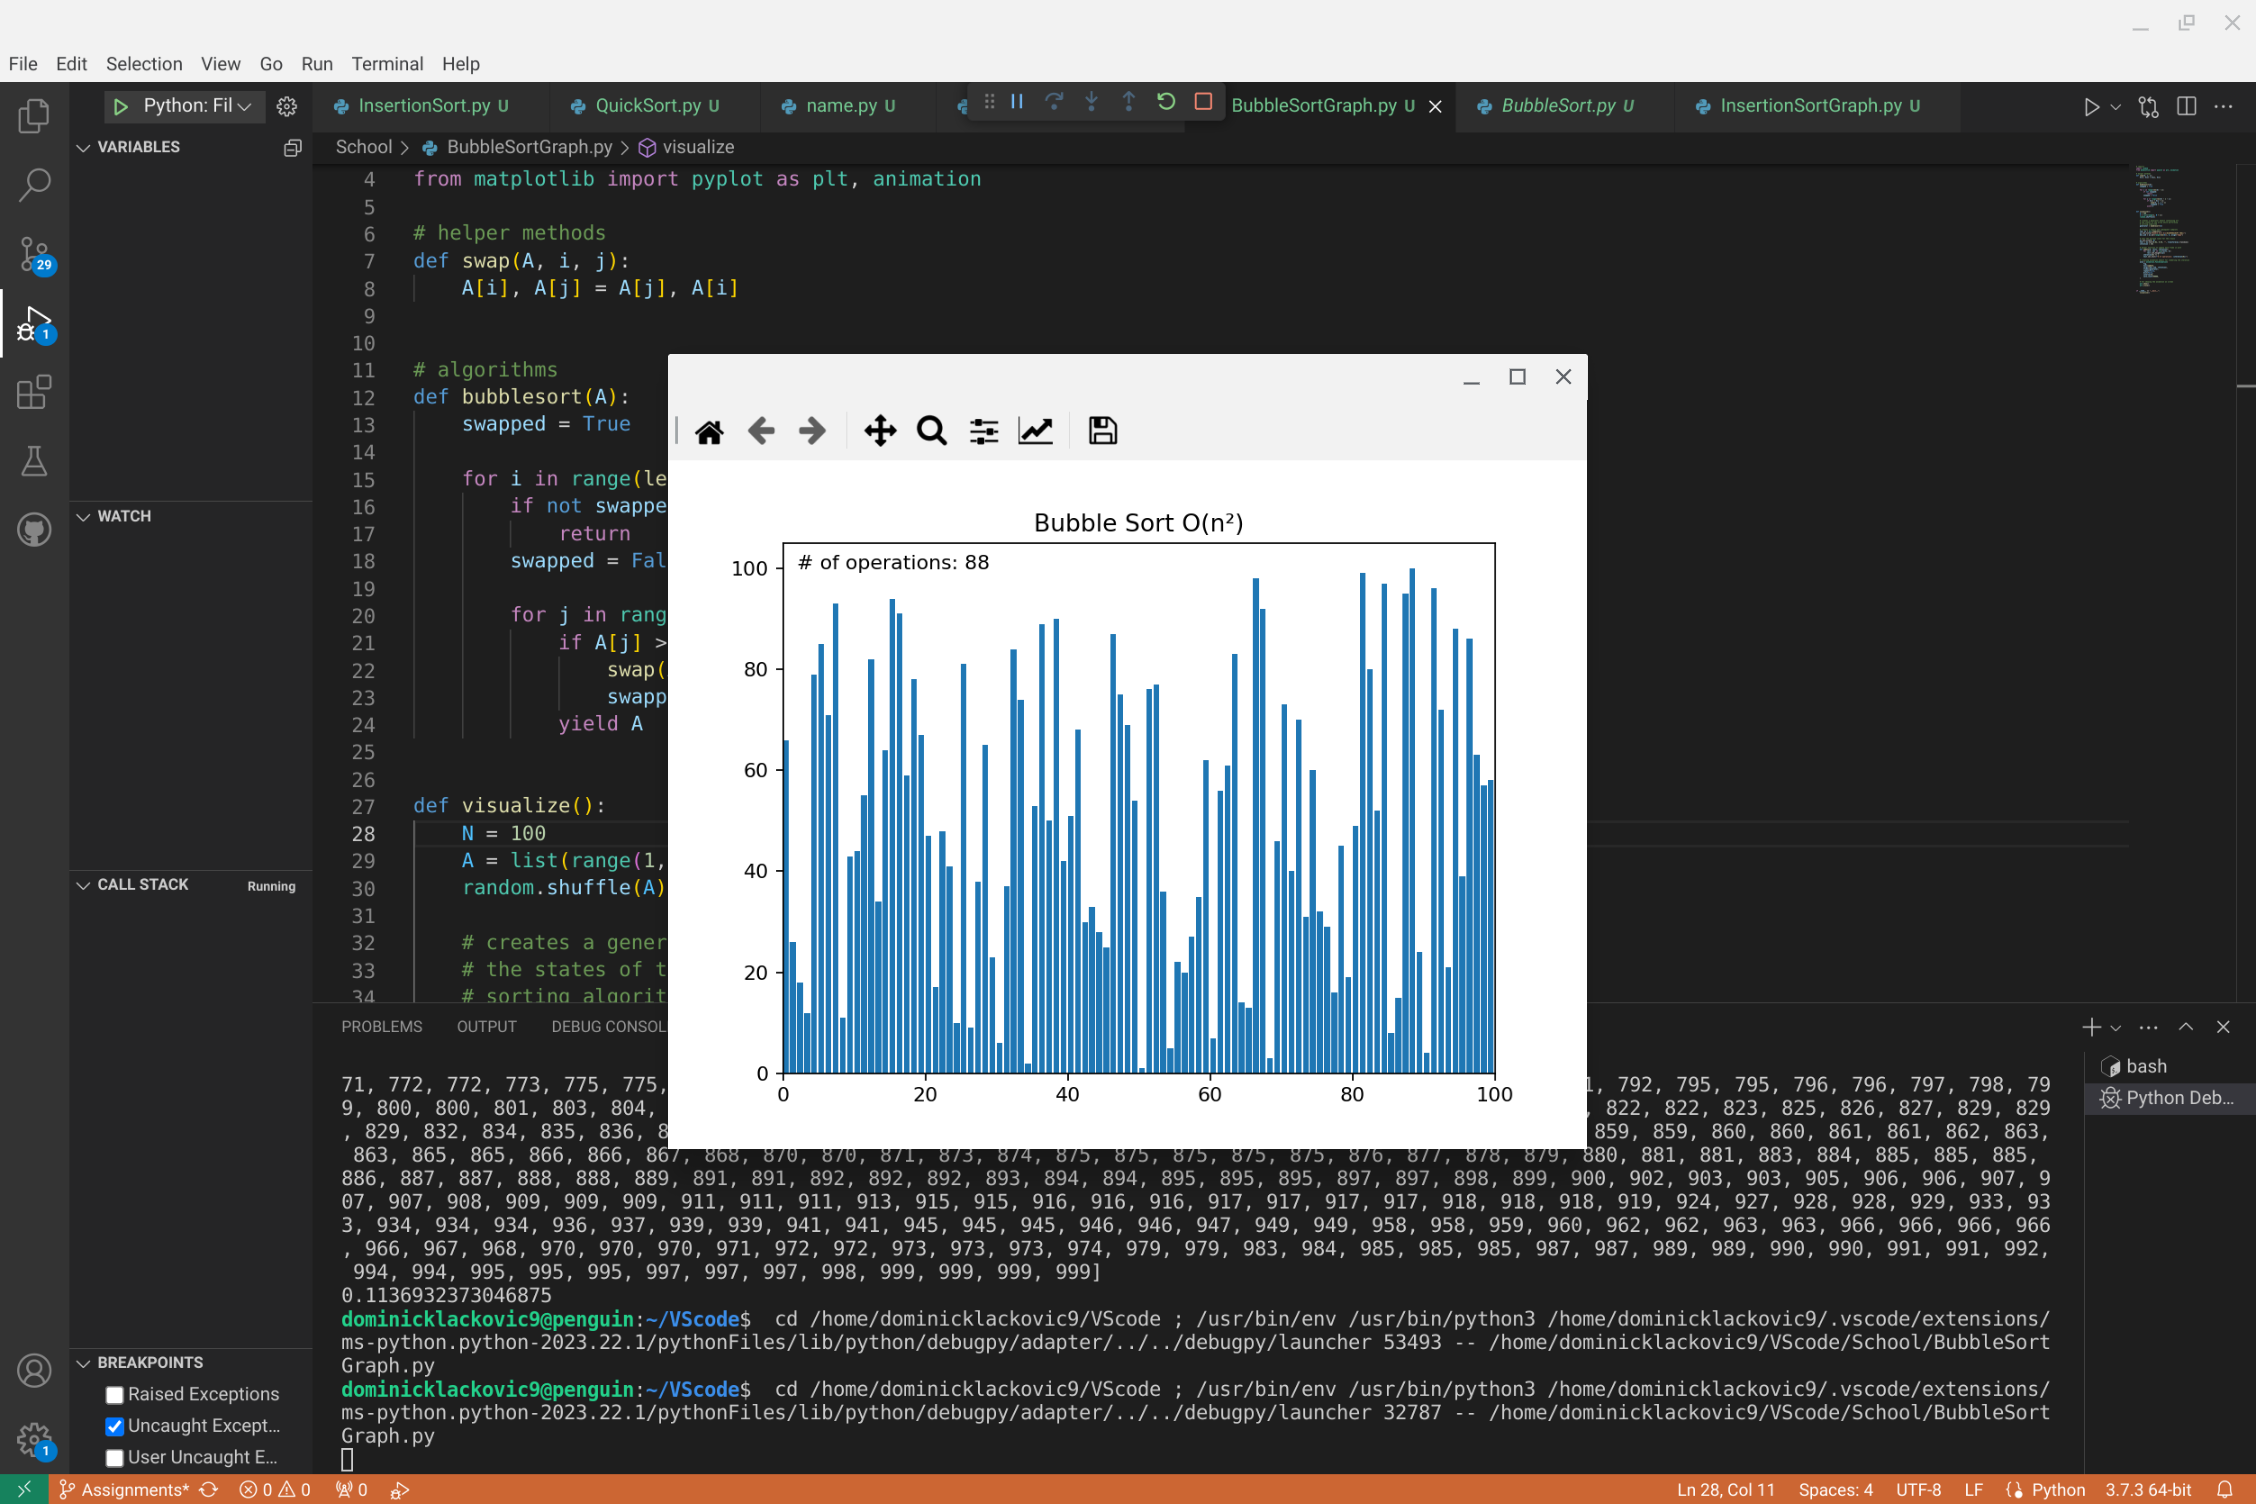 File Edit Selection View Go Run Terminal Help
Python: Fil
InsertionSort.py U
QuickSort.py U
name.py U
BubbleSortGraph.py U
BubbleSort.py U
InsertionSortGraph.py U
VARIABLES
School > BubbleSortGraph.py > visualize
4 from matplotlib import pyplot as plt, animation
5
6 # helper methods
7 def swap(A, i, j):
8 A[i], A[j] = A[j], A[i]
9
10
11 # algorithms
12 def bubblesort(A):
13 swapped = True
14
15 for i in range(le
16 if not swappe
17 return
18 swapped = Fal
19
20 for j in rang
21 if A[j] >
22 swap(
23 swapp
24 yield A
25
26
27 def visualize():
28 N = 100
29 A = list(range(1,
30 random.shuffle(A)
31
32 # creates a gener
33 # the states of t
34 # sorting algorit
29
1
WATCH
CALL STACK
Running
BREAKPOINTS
Raised Exceptions
Uncaught Except...
User Uncaught E...
1
Bubble Sort O(n²)
# of operations: 88
100
80
60
40
20
0
0 20 40 60 80 100
PROBLEMS OUTPUT DEBUG CONSOL
bash
Python Deb...
71, 772, 772, 773, 775, 775, 1, 792, 795, 795, 796, 796, 797, 798, 79
9, 800, 800, 801, 803, 804, , 822, 822, 823, 825, 826, 827, 829, 829
, 829, 832, 834, 835, 836, 8 859, 859, 860, 860, 861, 861, 862, 863,
863, 865, 865, 866, 866, 867, 868, 870, 870, 871, 873, 874, 875, 875, 875, 875, 875, 876, 877, 878, 879, 880, 881, 881, 883, 884, 885, 885, 885,
886, 887, 887, 888, 888, 889, 891, 891, 892, 892, 892, 893, 894, 894, 895, 895, 895, 897, 897, 898, 899, 900, 902, 903, 903, 905, 906, 906, 907, 9
07, 907, 908, 909, 909, 909, 911, 911, 911, 913, 915, 915, 916, 916, 916, 917, 917, 917, 917, 918, 918, 918, 919, 924, 927, 928, 928, 929, 933, 93
3, 934, 934, 934, 936, 937, 939, 939, 941, 941, 945, 945, 945, 946, 946, 947, 949, 949, 958, 958, 959, 960, 962, 962, 963, 963, 966, 966, 966, 966
, 966, 967, 968, 970, 970, 970, 971, 972, 972, 973, 973, 973, 974, 979, 979, 983, 984, 985, 985, 985, 987, 987, 989, 989, 990, 990, 991, 991, 992,
994, 994, 995, 995, 995, 997, 997, 997, 998, 999, 999, 999, 999]
0.1136932373046875
dominicklackovic9@penguin:~/VScode$ cd /home/dominicklackovic9/VScode ; /usr/bin/env /usr/bin/python3 /home/dominicklackovic9/.vscode/extensions/
ms-python.python-2023.22.1/pythonFiles/lib/python/debugpy/adapter/../../debugpy/launcher 53493 -- /home/dominicklackovic9/VScode/School/BubbleSort
Graph.py
dominicklackovic9@penguin:~/VScode$ cd /home/dominicklackovic9/VScode ; /usr/bin/env /usr/bin/python3 /home/dominicklackovic9/.vscode/extensions/
ms-python.python-2023.22.1/pythonFiles/lib/python/debugpy/adapter/../../debugpy/launcher 32787 -- /home/dominicklackovic9/VScode/School/BubbleSort
Graph.py
Assignments* 0 0 0 Ln 28, Col 11 Spaces: 4 UTF-8 LF Python 3.7.3 64-bit